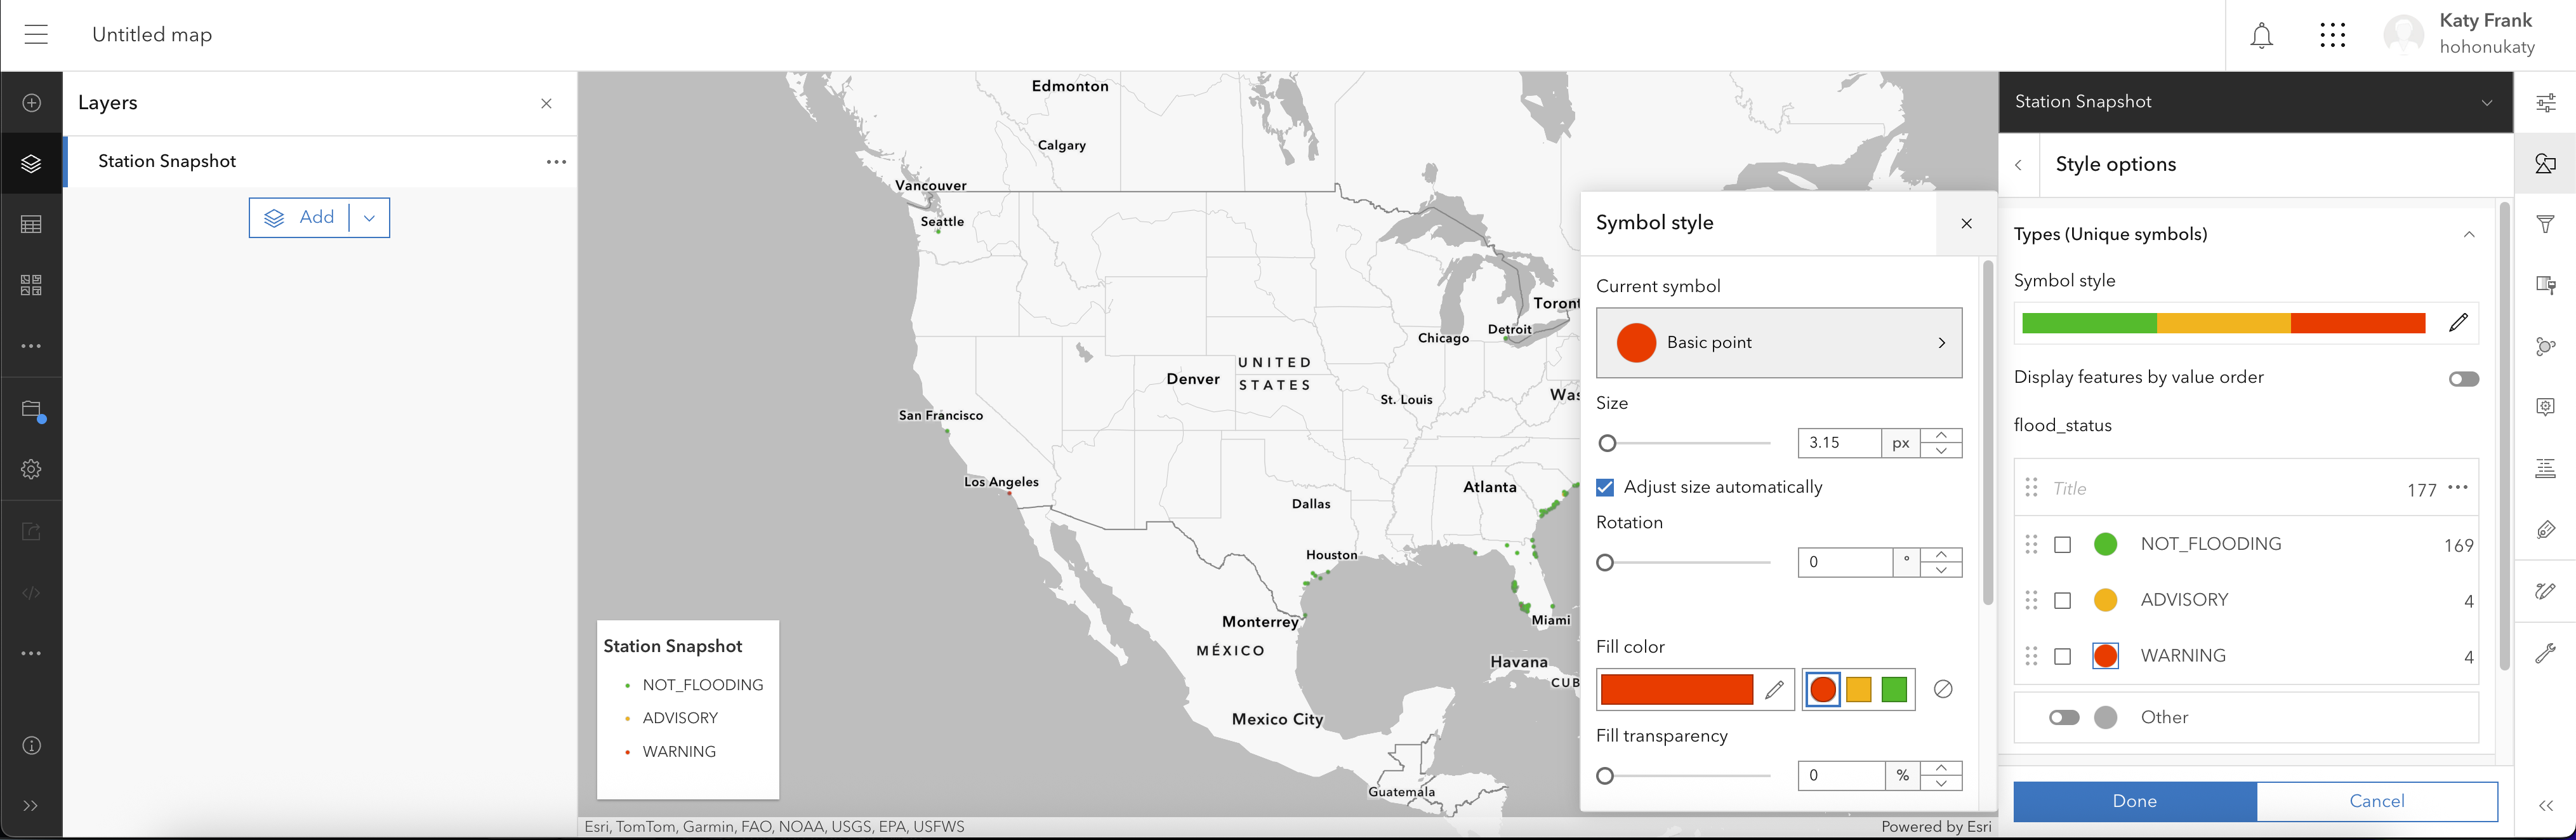 Untitled map
Katy Frank
hohonukaty
Layers
Station Snapshot
Add
Edmonton
Calgary
Vancouver
Seattle
Toront
Detroit
Chicago
UNITED
STATES
Denver
St. Louis
Was
San Francisco
Los Angeles
Atlanta
Dallas
Houston
Monterrey
MÉXICO
Miami
Havana
CUB
Mexico City
Guatemala
Station Snapshot
NOT_FLOODING
ADVISORY
WARNING
Esri, TomTom, Garmin, FAO, NOAA, USGS, EPA, USFWS
Powered by Esri
Symbol style
Current symbol
Basic point
Size
3.15 px
Adjust size automatically
Rotation
0 °
Fill color
Fill transparency
0 %
Station Snapshot
Style options
Types (Unique symbols)
Symbol style
Display features by value order
flood_status
Title 177
NOT_FLOODING 169
ADVISORY 4
WARNING 4
Other
Done Cancel